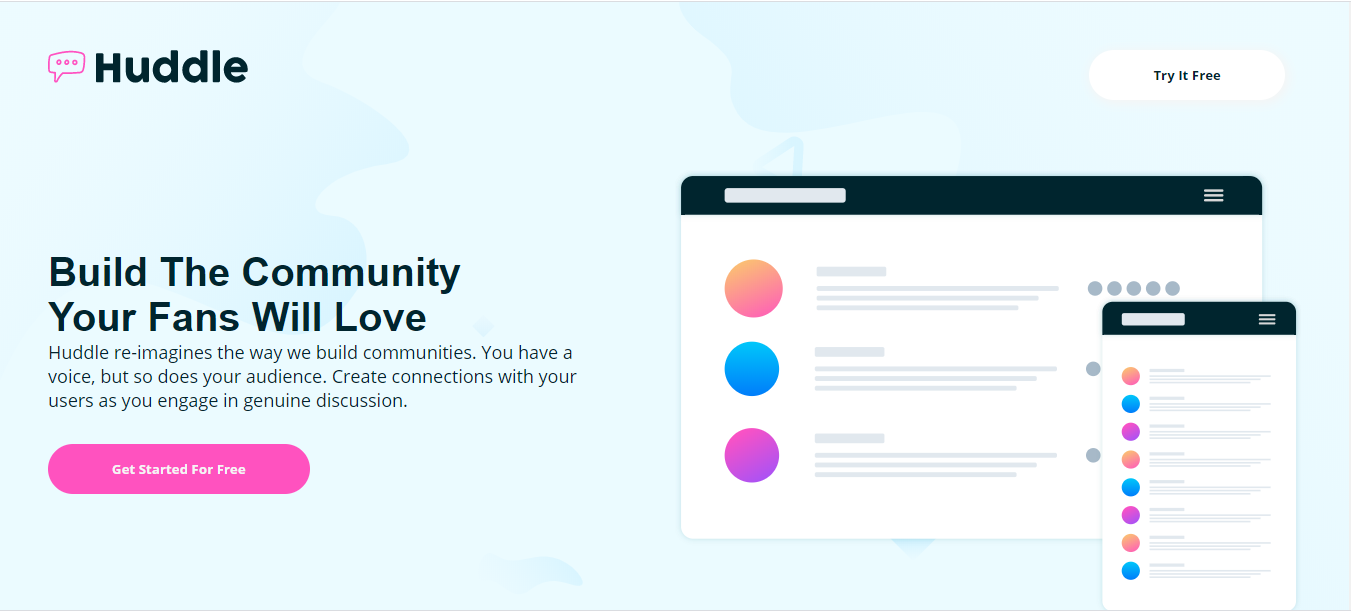 Huddle
Try It Free
Build The Community
Your Fans Will Love
Huddle re-imagines the way we build communities. You have a
voice, but so does your audience. Create connections with your
users as you engage in genuine discussion.
Get Started For Free